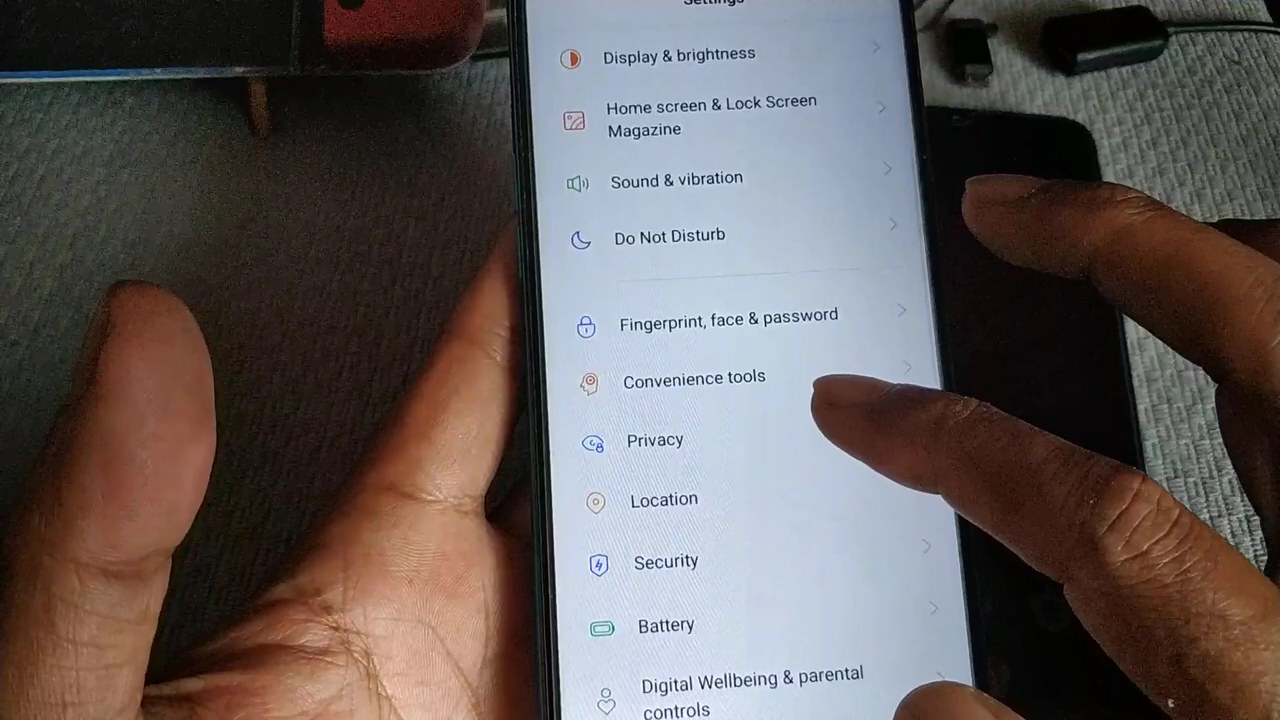 Settings
Display & brightness
Home screen & Lock Screen
Magazine
Sound & vibration
Do Not Disturb
Fingerprint, face & password
Convenience tools
Privacy
Location
Security
Battery
Digital Wellbeing & parental
controls